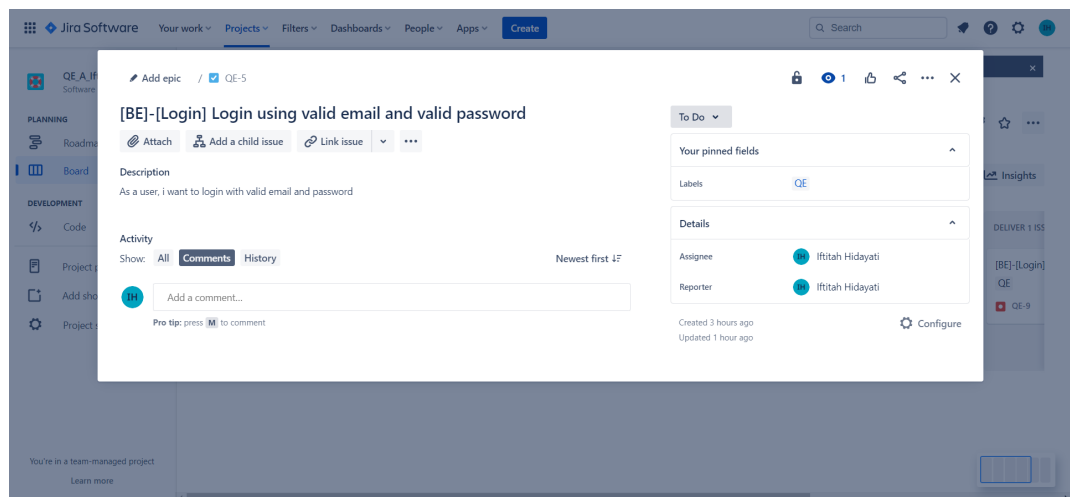 Jira Software Your work Projects Filters Dashboards People Apps Create Search IH
QE_A_Ift
Software
PLANNING
Roadma
Board
DEVELOPMENT
Code
Project p
Add sho
Project s
You're in a team-managed project
Learn more
Add epic / QE-5
1
[BE]-[Login] Login using valid email and valid password
Attach Add a child issue Link issue
Description
As a user, i want to login with valid email and password
Activity
Show: All Comments History Newest first
IH Add a comment...
Pro tip: press M to comment
To Do
Your pinned fields
Labels QE
Details
Assignee IH Iftitah Hidayati
Reporter IH Iftitah Hidayati
Created 3 hours ago
Updated 1 hour ago
Configure
Insights
DELIVER 1 ISS
[BE]-[Login]
QE
QE-9